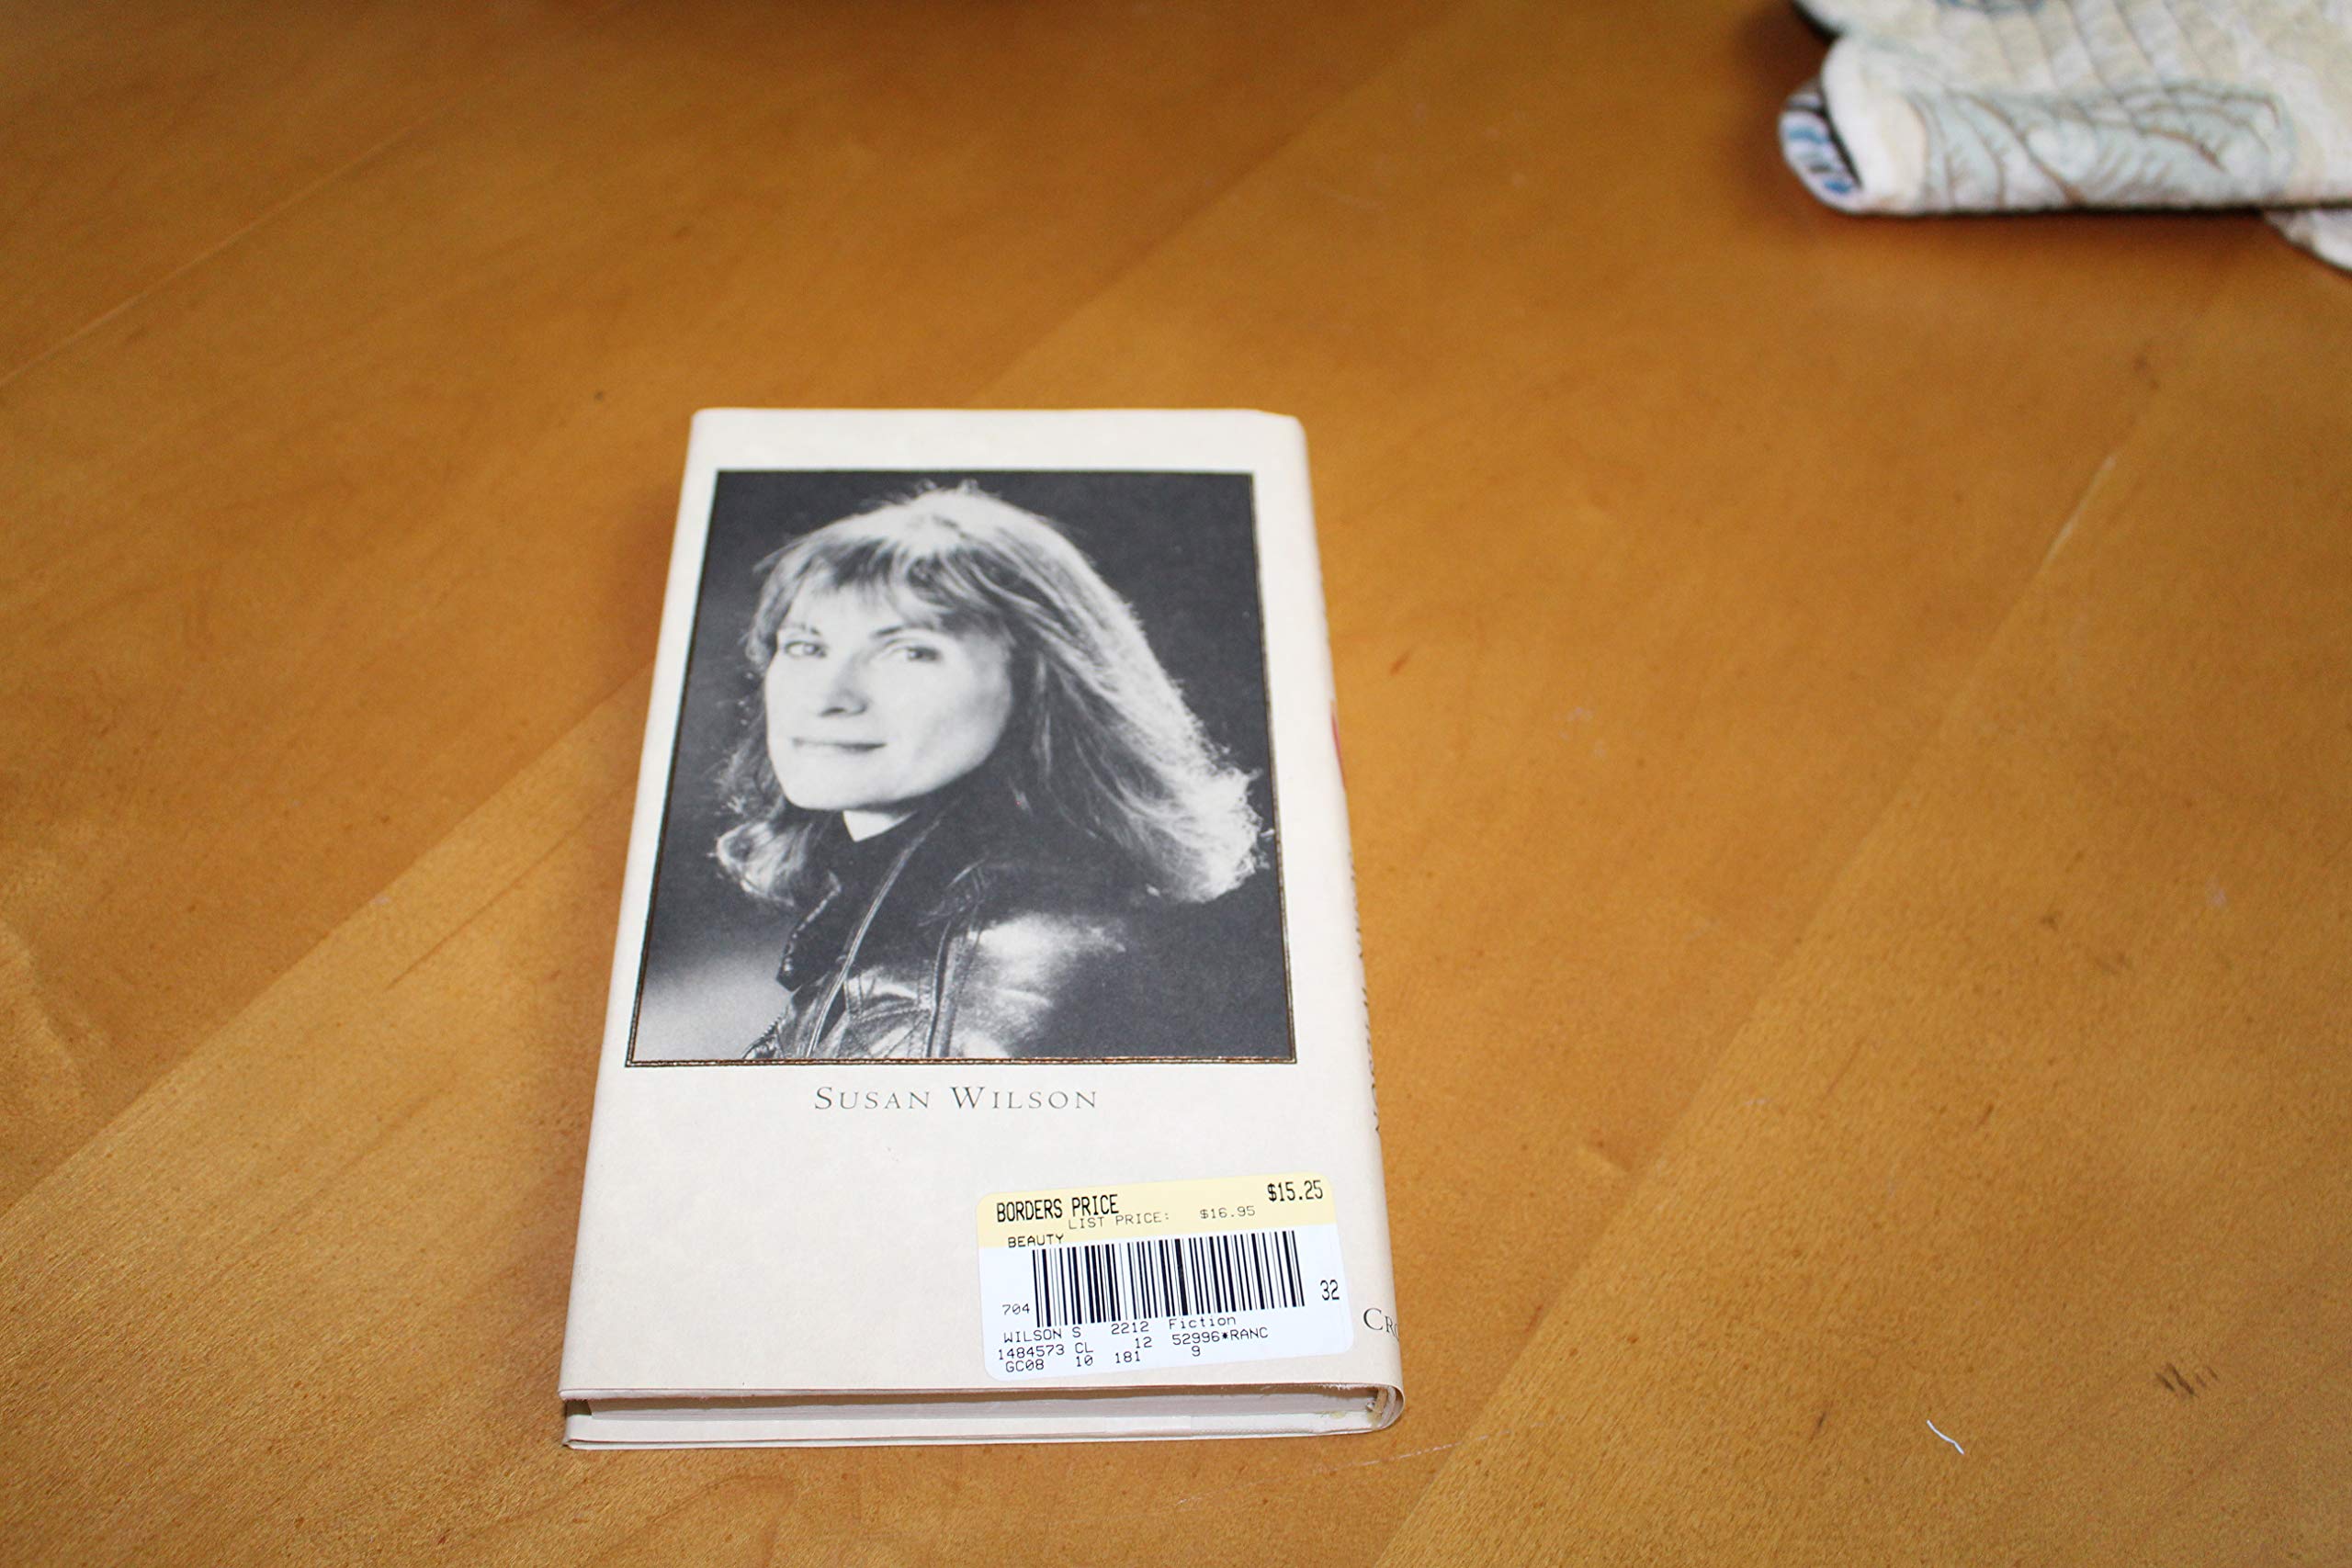 SUSAN WILSON
BORDERS PRICE $15.25
LIST PRICE: $16.95
BEAUTY
704 32
WILSON S 2212 Fiction
1484573 CL 12 52996*RANC
GC08 10 181 9